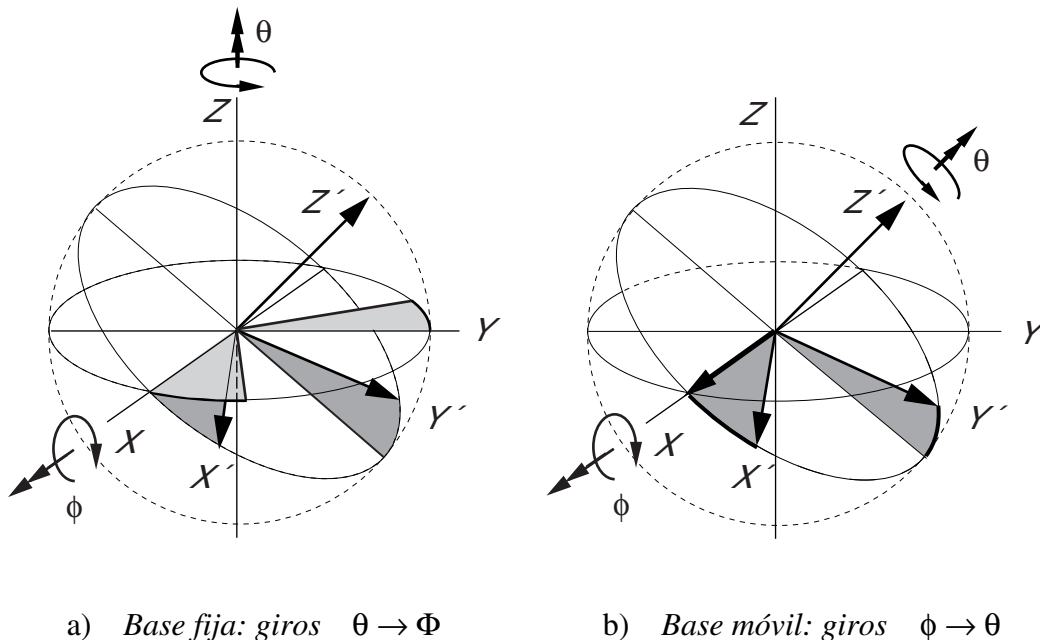 θ
Z
Z´
Y
Y´
X
X´
ϕ
Z
θ
Z´
Y
Y´
X
X´
ϕ
a) Base fija: giros θ → Φ
b) Base móvil: giros ϕ → θ